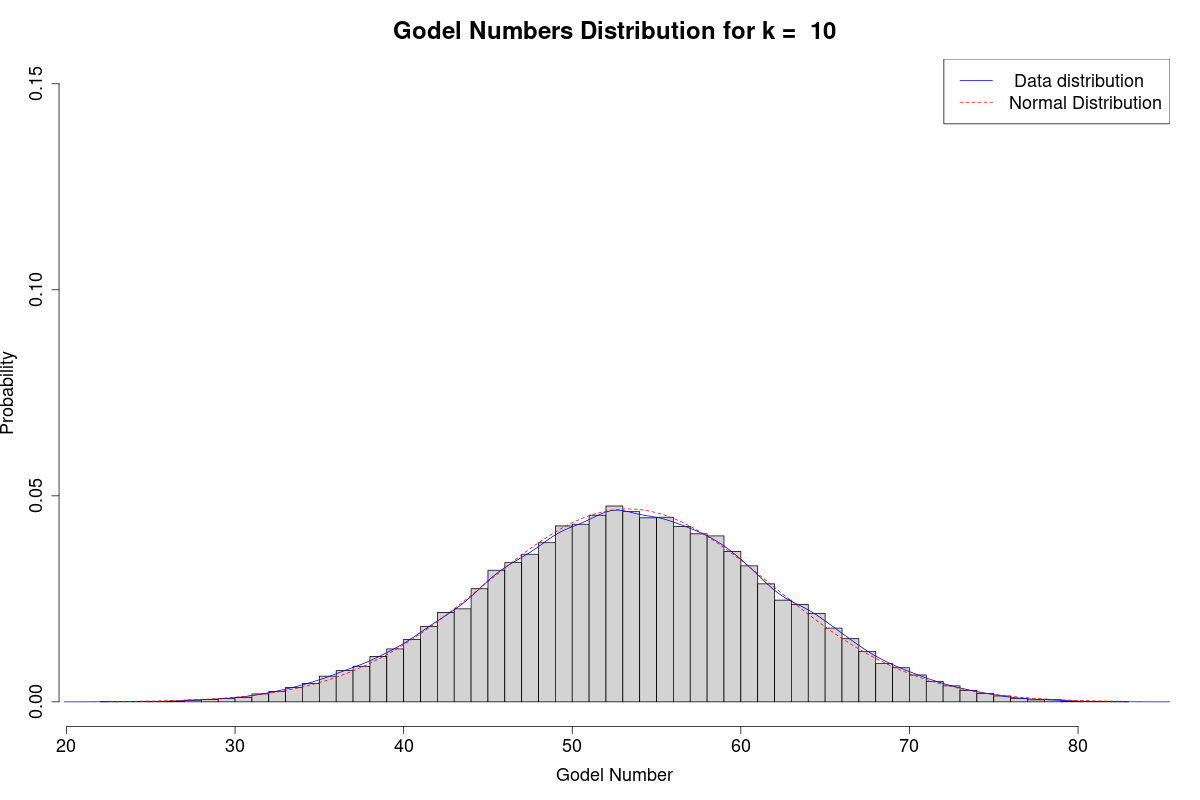 Godel Numbers Distribution for k =  10
Data distribution
Normal Distribution
0.15
0.10
0.05
0.00
Probability
20 30 40 50 60 70 80
Godel Number